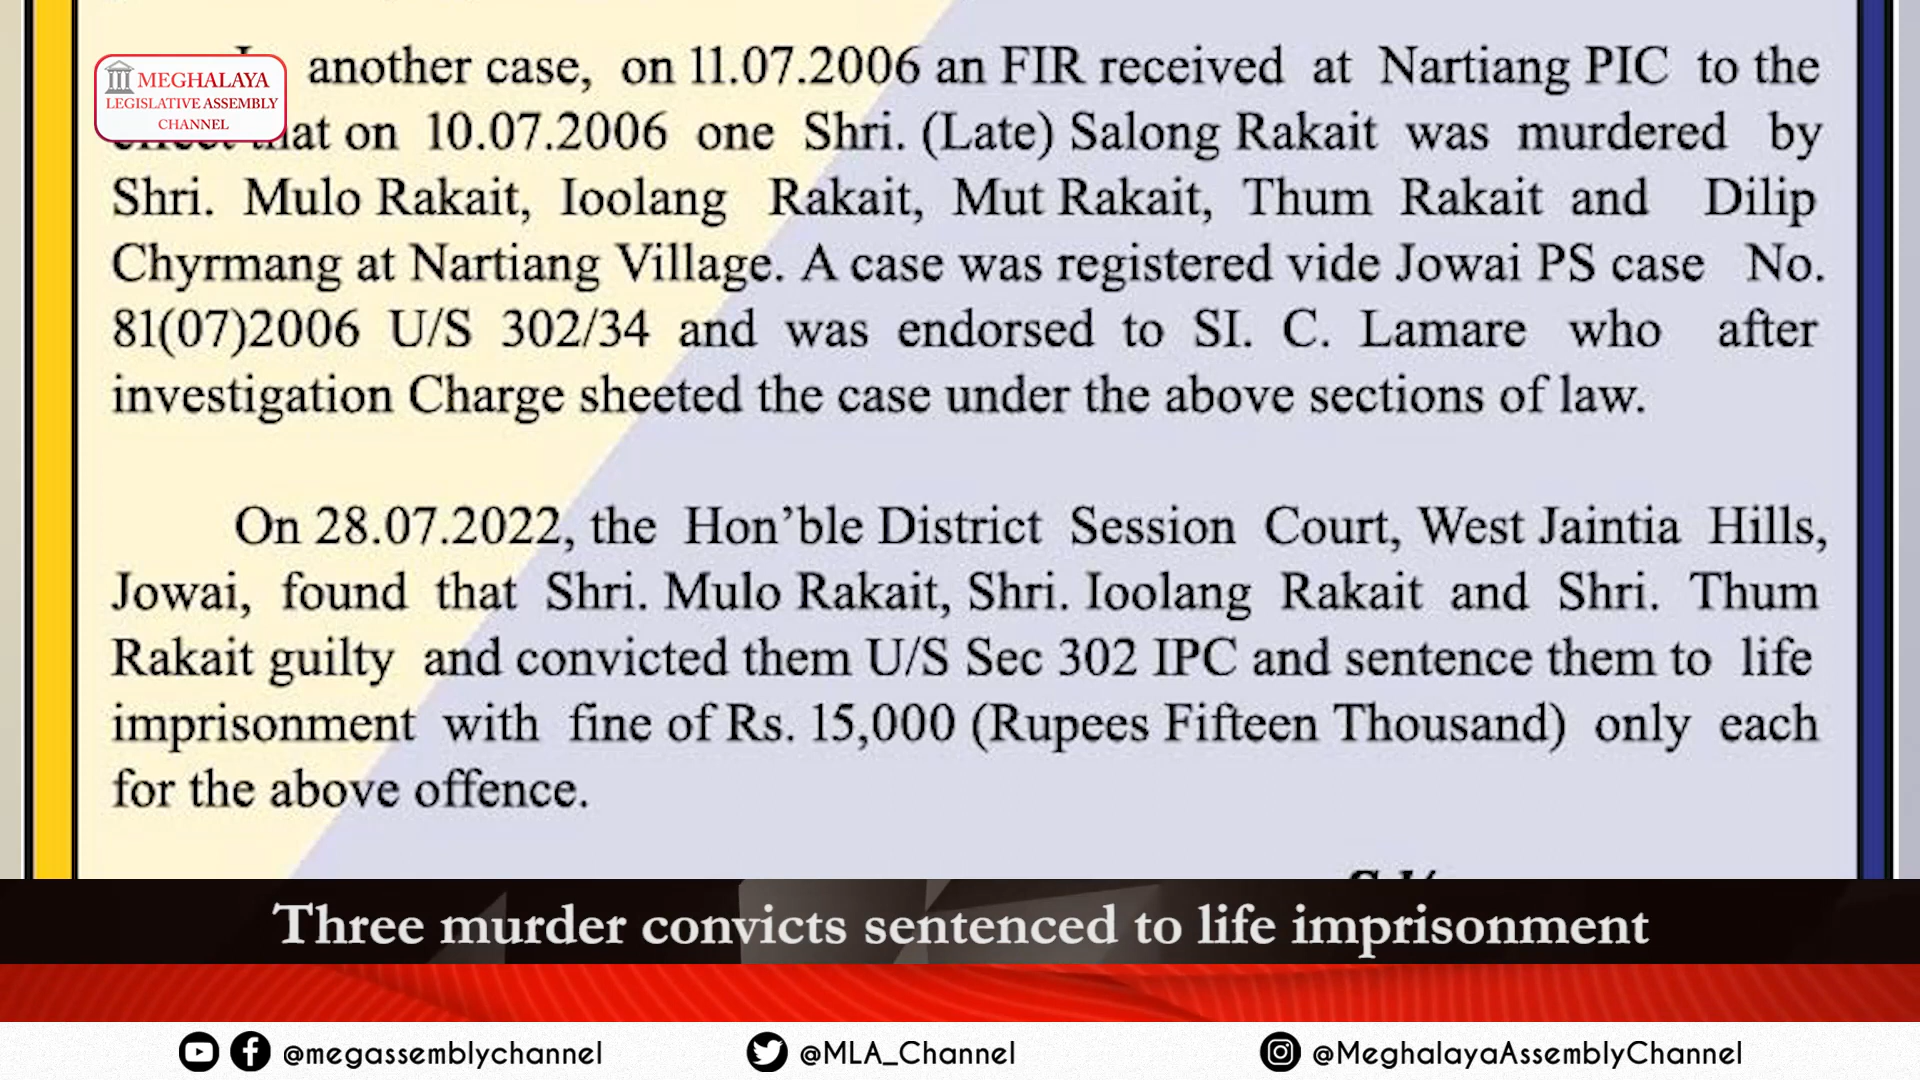 MEGHALAYA
LEGISLATIVE ASSEMBLY
CHANNEL
another case, on 11.07.2006 an FIR received at Nartiang PIC to the
effect that on 10.07.2006 one Shri. (Late) Salong Rakait was murdered by
Shri. Mulo Rakait, Ioolang Rakait, Mut Rakait, Thum Rakait and Dilip
Chyrmang at Nartiang Village. A case was registered vide Jowai PS case No.
81(07)2006 U/S 302/34 and was endorsed to SI. C. Lamare who after
investigation Charge sheeted the case under the above sections of law.
On 28.07.2022, the Hon’ble District Session Court, West Jaintia Hills,
Jowai, found that Shri. Mulo Rakait, Shri. Ioolang Rakait and Shri. Thum
Rakait guilty and convicted them U/S Sec 302 IPC and sentence them to life
imprisonment with fine of Rs. 15,000 (Rupees Fifteen Thousand) only each
for the above offence.
Three murder convicts sentenced to life imprisonment
@megassemblychannel
@MLA_Channel
@MeghalayaAssemblyChannel